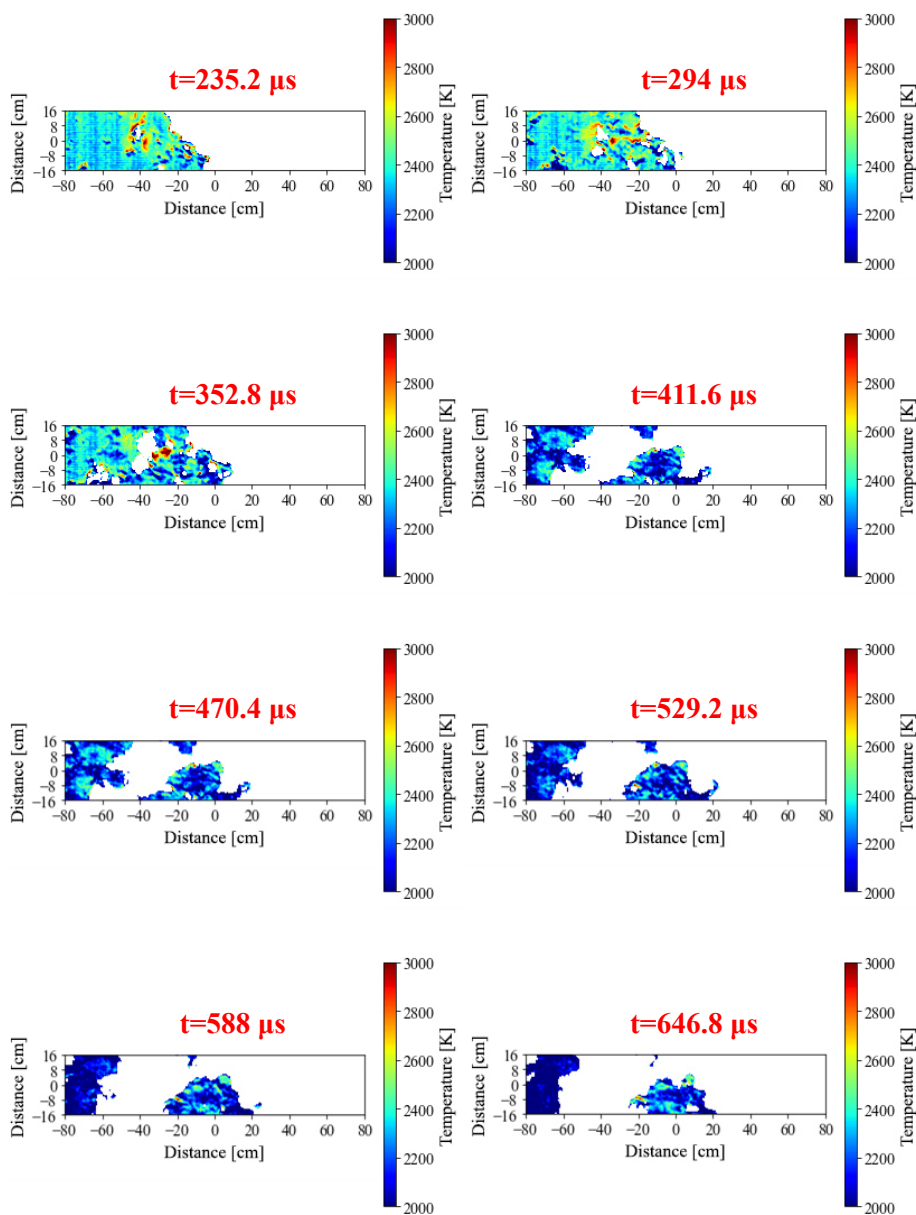 t=235.2 μs
Distance [cm]
16
8
0
−8
−16
−80 −60 −40 −20 0 20 40 60 80
Distance [cm]
3000
2800
2600
2400
2200
2000
Temperature [K]
t=294 μs
Distance [cm]
16
8
0
−8
−16
−80 −60 −40 −20 0 20 40 60 80
Distance [cm]
3000
2800
2600
2400
2200
2000
Temperature [K]
t=352.8 μs
Distance [cm]
16
8
0
−8
−16
−80 −60 −40 −20 0 20 40 60 80
Distance [cm]
3000
2800
2600
2400
2200
2000
Temperature [K]
t=411.6 μs
Distance [cm]
16
8
0
−8
−16
−80 −60 −40 −20 0 20 40 60 80
Distance [cm]
3000
2800
2600
2400
2200
2000
Temperature [K]
t=470.4 μs
Distance [cm]
16
8
0
−8
−16
−80 −60 −40 −20 0 20 40 60 80
Distance [cm]
3000
2800
2600
2400
2200
2000
Temperature [K]
t=529.2 μs
Distance [cm]
16
8
0
−8
−16
−80 −60 −40 −20 0 20 40 60 80
Distance [cm]
3000
2800
2600
2400
2200
2000
Temperature [K]
t=588 μs
Distance [cm]
16
8
0
−8
−16
−80 −60 −40 −20 0 20 40 60 80
Distance [cm]
3000
2800
2600
2400
2200
2000
Temperature [K]
t=646.8 μs
Distance [cm]
16
8
0
−8
−16
−80 −60 −40 −20 0 20 40 60 80
Distance [cm]
3000
2800
2600
2400
2200
2000
Temperature [K]